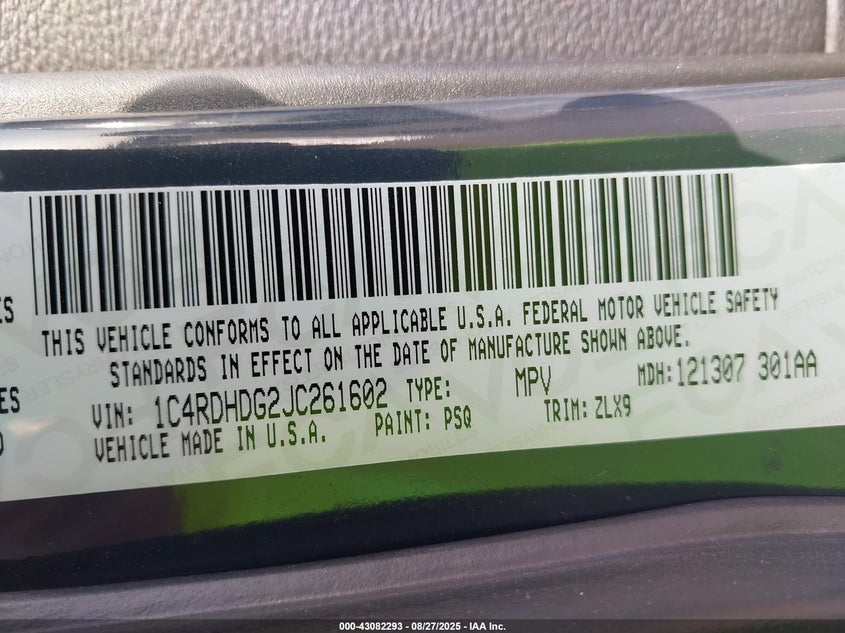 THIS VEHICLE CONFORMS TO ALL APPLICABLE U.S.A. FEDERAL MOTOR VEHICLE SAFETY
ES STANDARDS IN EFFECT ON THE DATE OF MANUFACTURE SHOWN ABOVE.
ES VIN: 1C4RDHDG2JC261602 TYPE: MPV MDH: 121307 301AA
VEHICLE MADE IN U.S.A. PAINT: PSQ TRIM: ZLX9
000-43082293 - 08/27/2025 - IAA Inc.